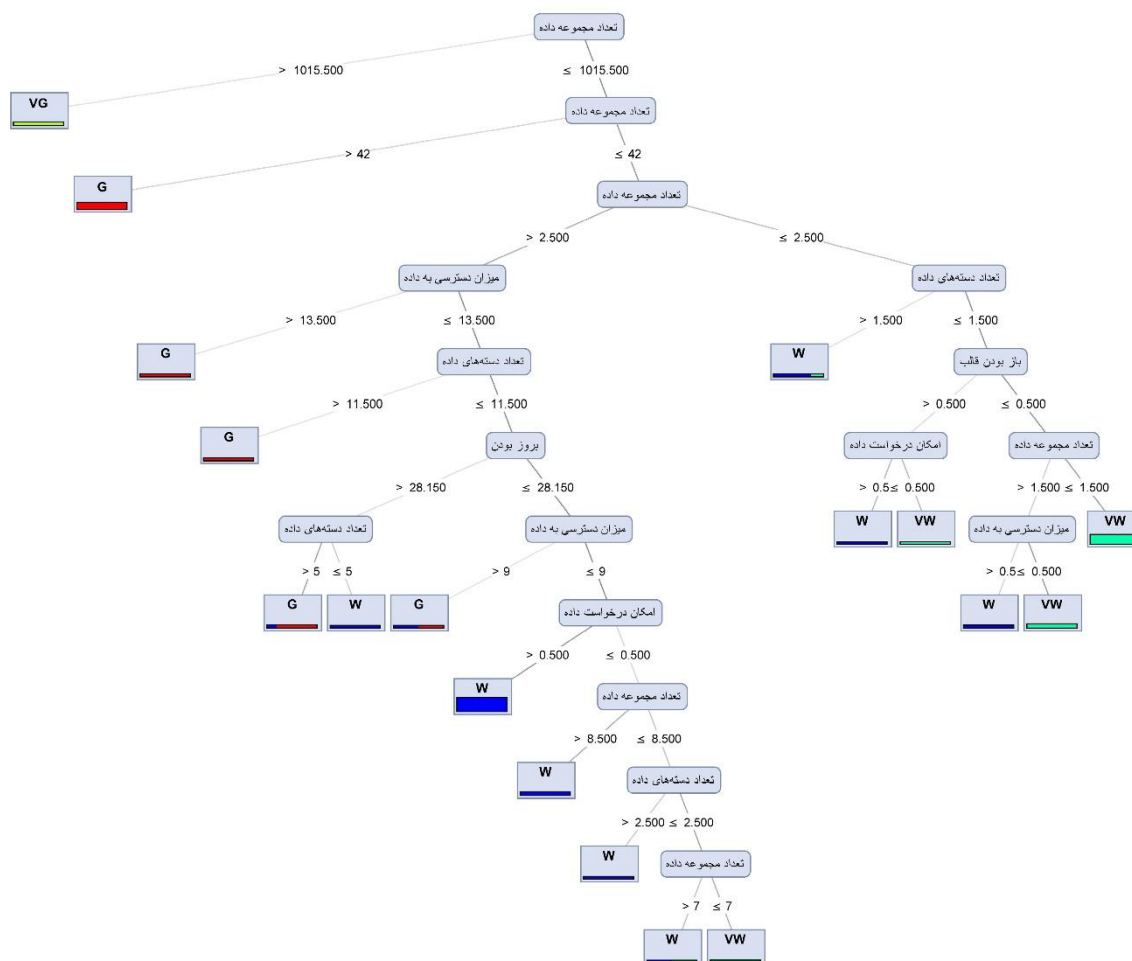 تعداد مجموعه داده
> 1015.500
≤ 1015.500
VG
تعداد مجموعه داده
> 42
≤ 42
G
تعداد مجموعه داده
> 2.500
≤ 2.500
میزان دسترسی به داده
تعداد دسته‌های داده
> 13.500
≤ 13.500
> 1.500
≤ 1.500
G
تعداد دسته‌های داده
W
باز بودن قالب
> 11.500
≤ 11.500
> 0.500
≤ 0.500
G
بروز بودن
امکان درخواست داده
تعداد مجموعه داده
> 28.150
≤ 28.150
> 0.5
≤ 0.500
> 1.500
≤ 1.500
تعداد دسته‌های داده
میزان دسترسی به داده
W
VW
میزان دسترسی به داده
VW
> 5
≤ 5
> 9
≤ 9
> 0.5
≤ 0.500
G
W
G
امکان درخواست داده
W
VW
> 0.500
≤ 0.500
W
تعداد مجموعه داده
> 8.500
≤ 8.500
W
تعداد دسته‌های داده
> 2.500
≤ 2.500
W
تعداد مجموعه داده
> 7
≤ 7
W
VW